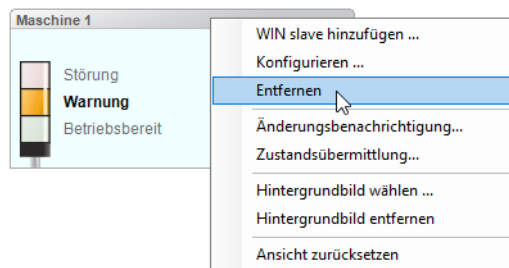 Maschine 1
Störung
Warnung
Betriebsbereit
WIN slave hinzufügen ...
Konfigurieren ...
Entfernen
Änderungsbenachrichtigung...
Zustandsübermittlung...
Hintergrundbild wählen ...
Hintergrundbild entfernen
Ansicht zurücksetzen